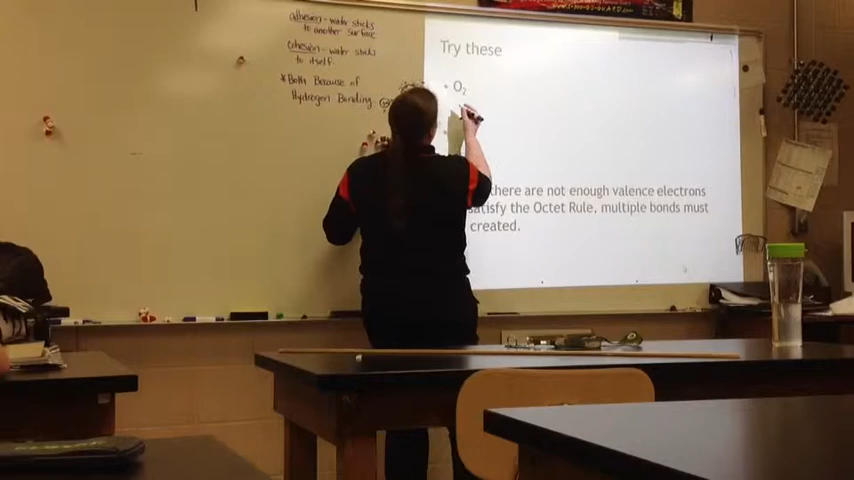 adhesion - water sticks
to another surface
cohesion - water sticks
to itself.
*Both Because of
Hydrogen Bonding
Try these
• O₂
there are not enough valence electrons
satisfy the Octet Rule, multiple bonds must
created.